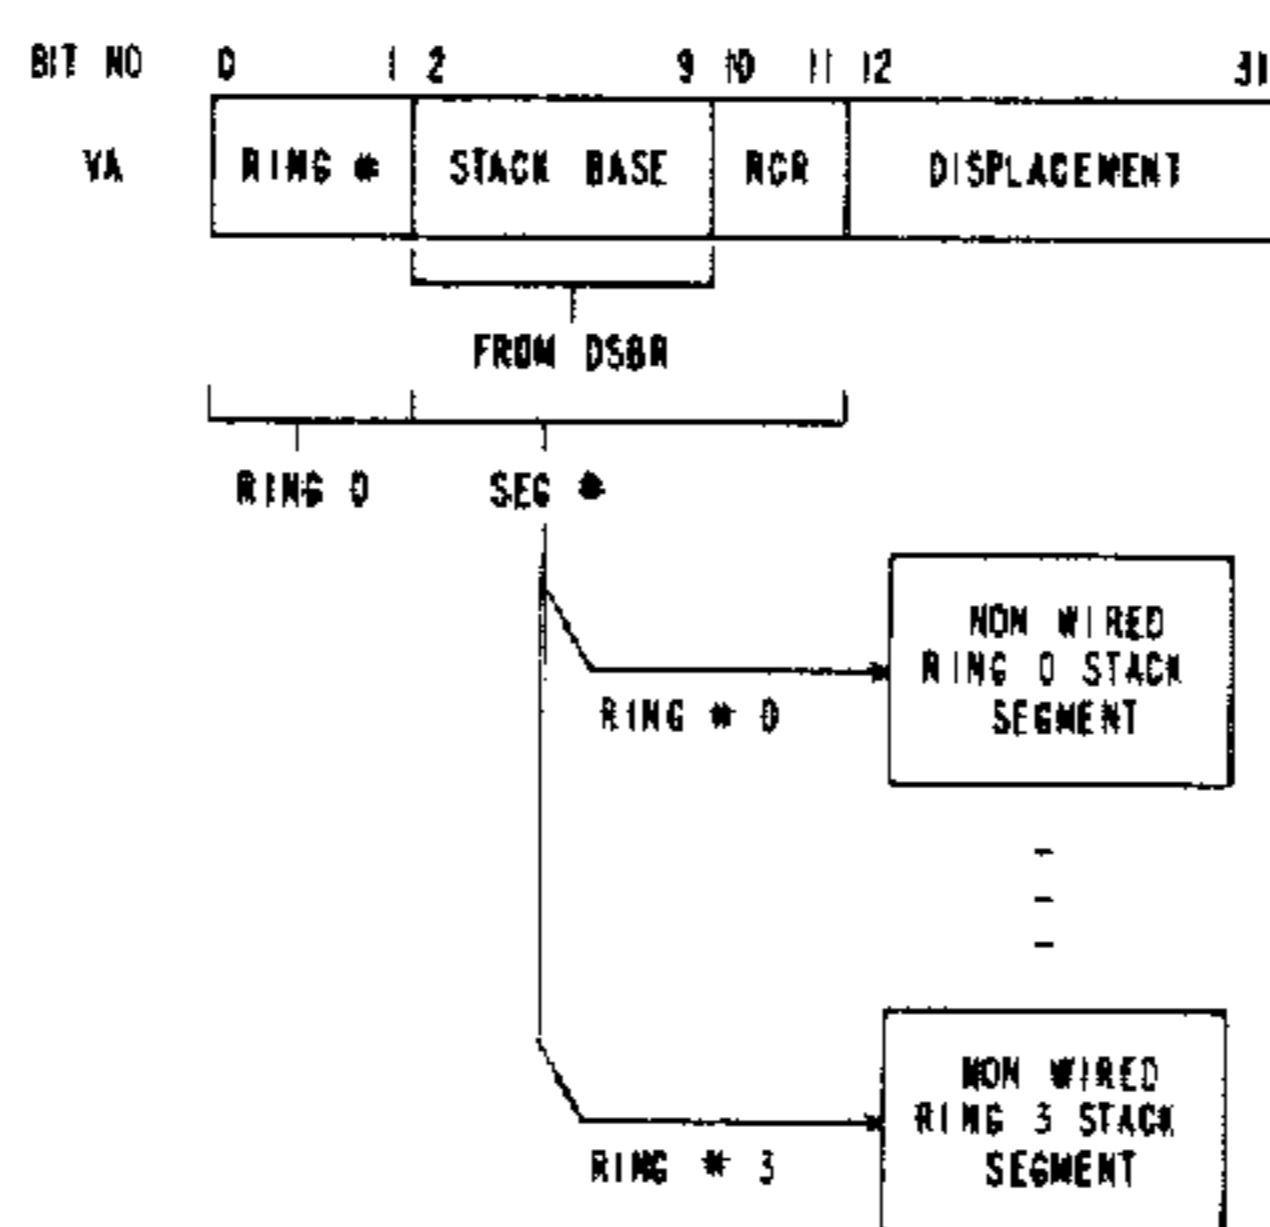 BIT NO 0 1 2 9 10 11 12 31
VA RING # STACK BASE RCR DISPLACEMENT
FROM DSBR
RING 0 SEG #
NON WIRED
RING 0 STACK
SEGMENT
RING # 0
NON WIRED
RING 3 STACK
SEGMENT
RING # 3